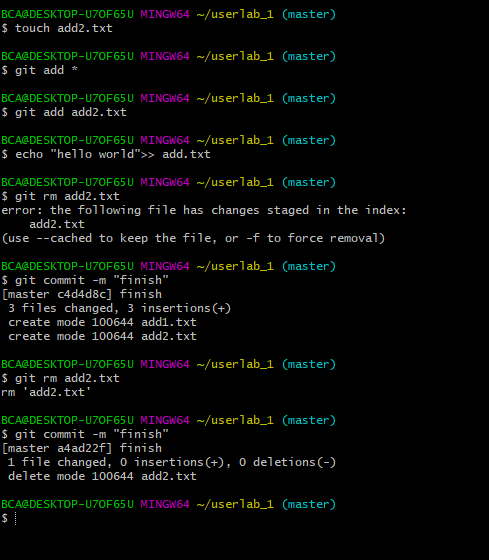 BCA@DESKTOP-U7OF65U MINGW64 ~/userlab_1 (master)
$ touch add2.txt
BCA@DESKTOP-U7OF65U MINGW64 ~/userlab_1 (master)
$ git add *
BCA@DESKTOP-U7OF65U MINGW64 ~/userlab_1 (master)
$ git add add2.txt
BCA@DESKTOP-U7OF65U MINGW64 ~/userlab_1 (master)
$ echo "hello world">> add.txt
BCA@DESKTOP-U7OF65U MINGW64 ~/userlab_1 (master)
$ git rm add2.txt
error: the following file has changes staged in the index:
    add2.txt
(use --cached to keep the file, or -f to force removal)
BCA@DESKTOP-U7OF65U MINGW64 ~/userlab_1 (master)
$ git commit -m "finish"
[master c4d4d8c] finish
 3 files changed, 3 insertions(+)
 create mode 100644 add1.txt
 create mode 100644 add2.txt
BCA@DESKTOP-U7OF65U MINGW64 ~/userlab_1 (master)
$ git rm add2.txt
rm 'add2.txt'
BCA@DESKTOP-U7OF65U MINGW64 ~/userlab_1 (master)
$ git commit -m "finish"
[master a4ad22f] finish
 1 file changed, 0 insertions(+), 0 deletions(-)
 delete mode 100644 add2.txt
BCA@DESKTOP-U7OF65U MINGW64 ~/userlab_1 (master)
$